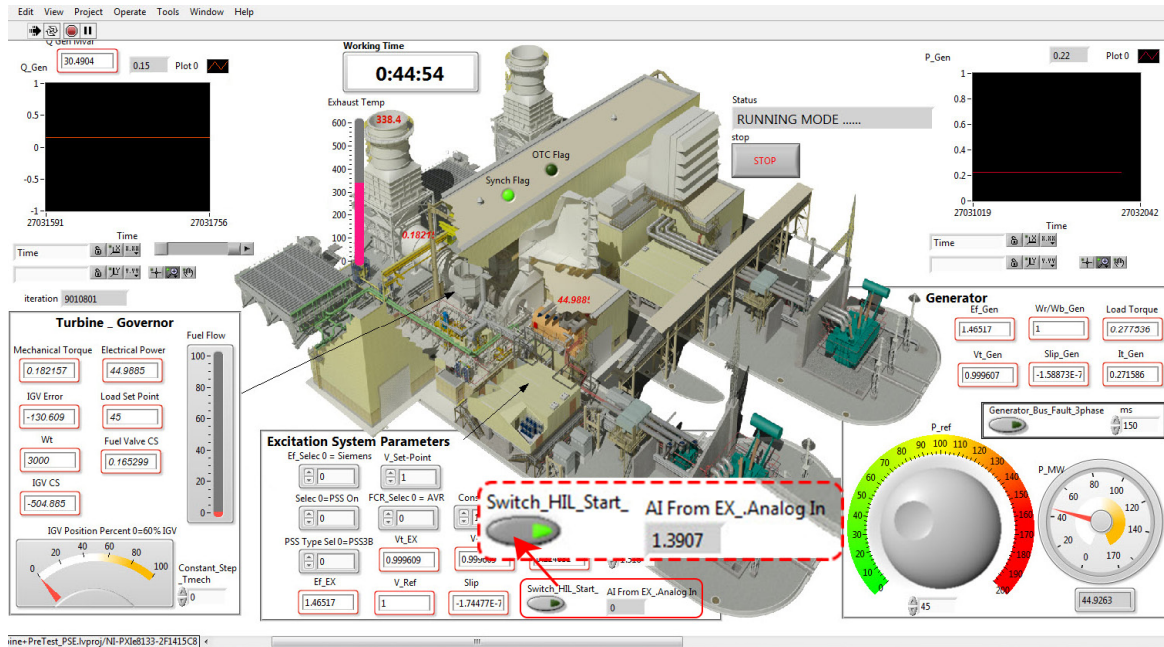 Edit View Project Operate Tools Window Help
Q Gen Mvar
Q_Gen 30.4904 0.15 Plot 0
1-
0.5-
0-
-0.5-
-1-
27031591 27031756
Time
Time
iteration 9010801
Working Time
0:44:54
Exhaust Temp
338.4
600-
500-
400-
300-
200-
100-
0-
OTC Flag
Synch Flag
44.988
Status
RUNNING MODE ......
stop
STOP
P_Gen 0.22 Plot 0
1-
0.8-
0.6-
0.4-
0.2-
0-
27031019 27032042
Time
Time
Turbine _ Governor
Fuel Flow
Mechanical Torque Electrical Power
0.182157 44.9885
IGV Error Load Set Point
-130.609 45
Wt Fuel Valve CS
3000 0.165299
IGV CS
-504.885
100-
80-
60-
40-
20-
0-
IGV Position Percent 0=60%IGV
0 20 40 60 80 100
Constant_Step
_Tmech
0
Excitation System Parameters
Ef_Selec 0 = Siemens V_Set-Point
0 1
Selec 0=PSS On FCR_Selec 0 = AVR Cons
0 0
PSS Type Sel 0=PSS3B Vt_EX V
0 0.999609
Ef_EX V_Ref Slip
1.46517 1 -1.74477E-7
Switch_HIL_Start_ AI From EX_.Analog In
0
Switch_HIL_Start_ AI From EX_.Analog In
1.3907
Generator
Ef_Gen Wr/Wb_Gen Load Torque
1.46517 1 0.277536
Vt_Gen Slip_Gen It_Gen
0.999607 -1.58873E-7 0.271586
Generator_Bus_Fault_3phase ms
150
P_ref
0 10 20 30 40 50 60 70 80 90 100 110 120 130 140 150 160 170 180 190 200
45
P_MW
0 20 40 60 80 100 120 140 170
44.9263
ine+PreTest_PSE.lvproj/NI-PXIe8133-2F1415C8